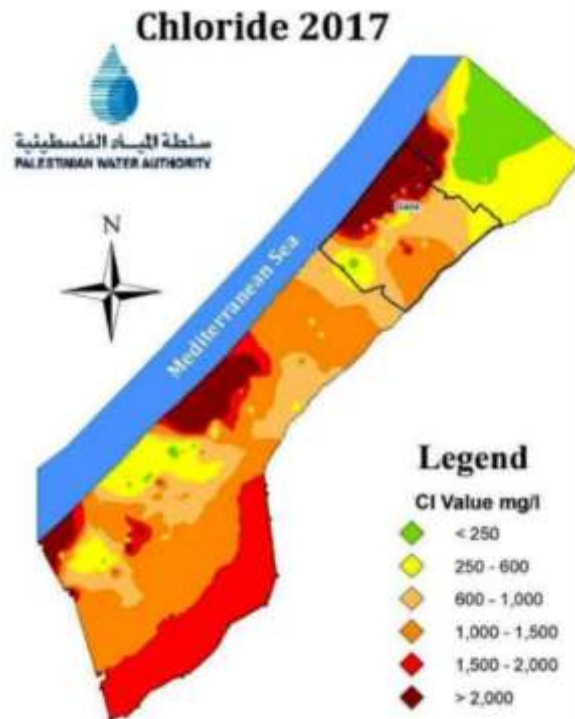 Chloride 2017
سلطة المياه الفلسطينية
PALESTINIAN WATER AUTHORITY
N
Mediterranean Sea
Gaza
Legend
Cl Value mg/l
< 250
250 - 600
600 - 1,000
1,000 - 1,500
1,500 - 2,000
> 2,000